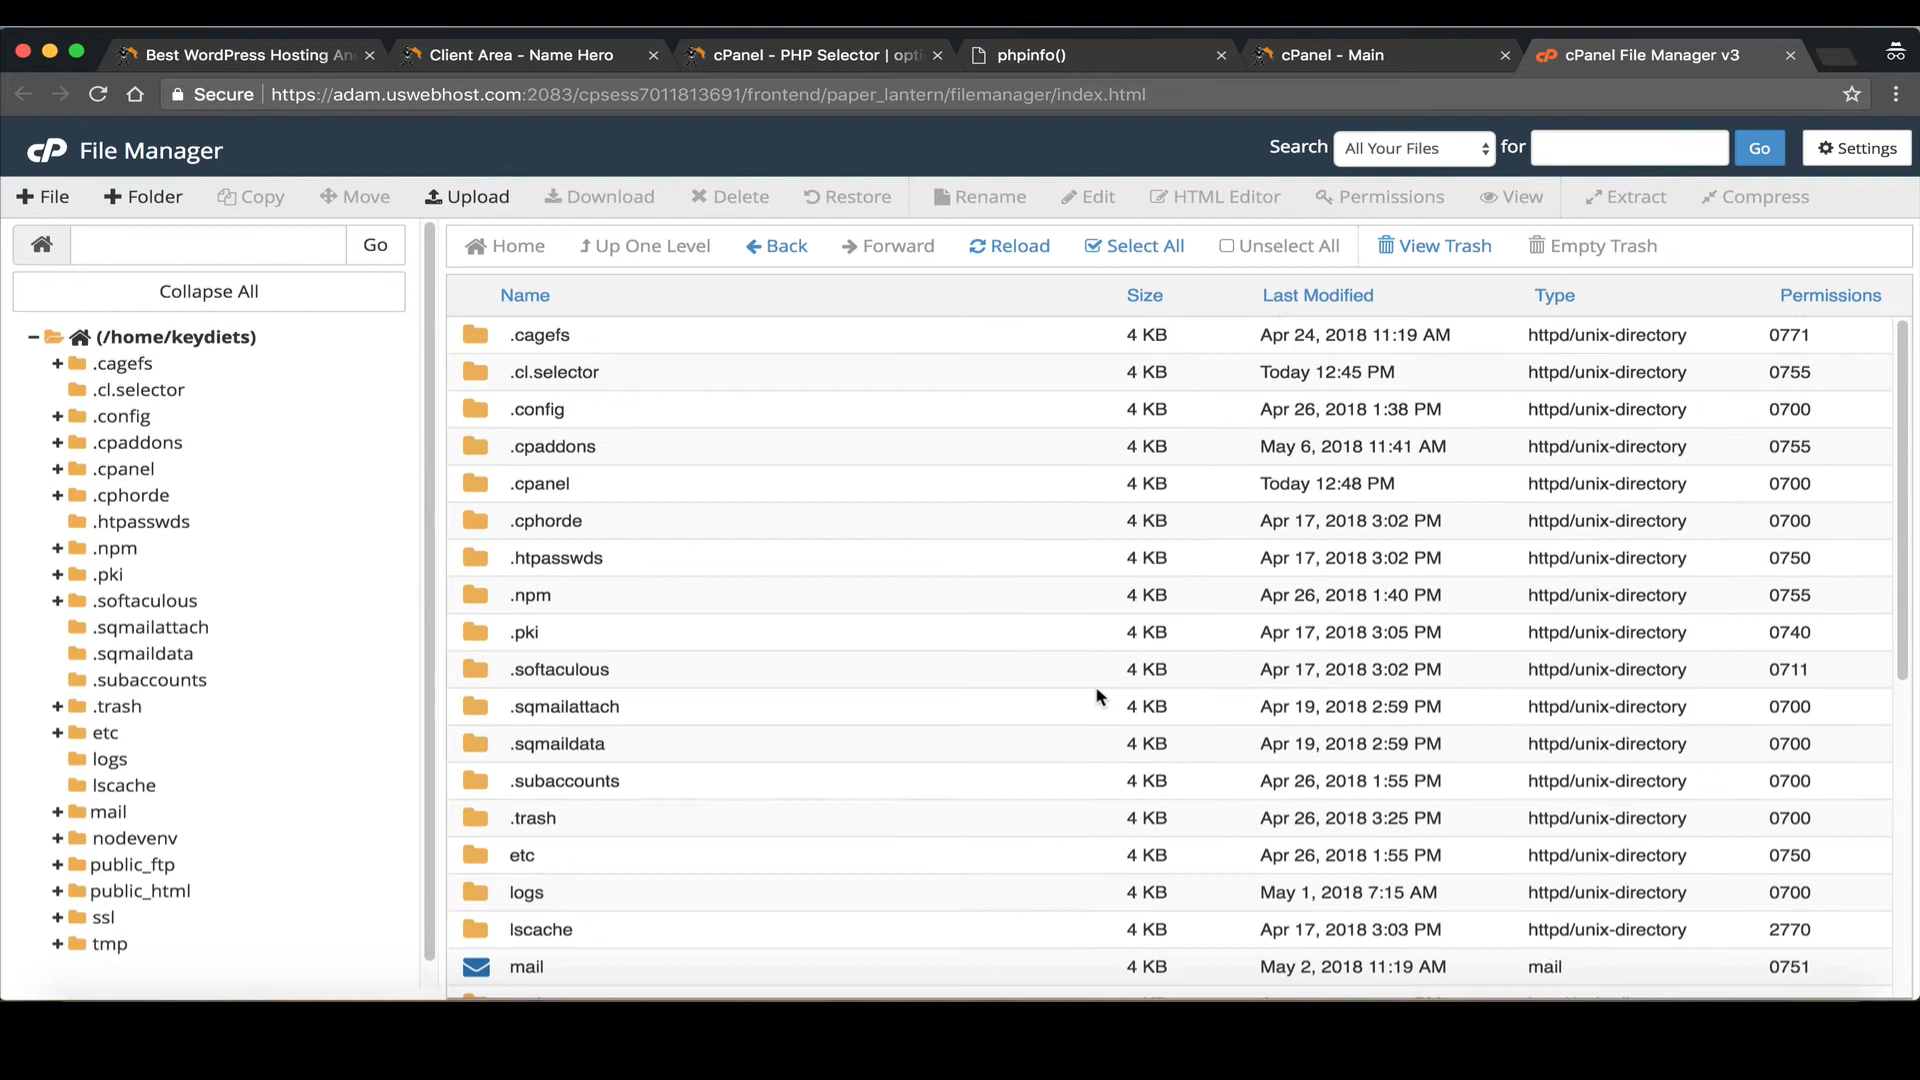 Best WordPress Hosting An
Client Area - Name Hero
cPanel - PHP Selector | opti
phpinfo()
cPanel - Main
cPanel File Manager v3
Secure https://adam.uswebhost.com:2083/cpsess7011813691/frontend/paper_lantern/filemanager/index.html
cP File Manager
Search All Your Files for Go Settings
File Folder Copy Move Upload Download Delete Restore Rename Edit HTML Editor Permissions View Extract Compress
Go
Home Up One Level Back Forward Reload Select All Unselect All View Trash Empty Trash
Collapse All
(/home/keydiets)
.cagefs
.cl.selector
.config
.cpaddons
.cpanel
.cphorde
.htpasswds
.npm
.pki
.softaculous
.sqmailattach
.sqmaildata
.subaccounts
.trash
etc
logs
lscache
mail
nodevenv
public_ftp
public_html
ssl
tmp
Name Size Last Modified Type Permissions
.cagefs 4 KB Apr 24, 2018 11:19 AM httpd/unix-directory 0771
.cl.selector 4 KB Today 12:45 PM httpd/unix-directory 0755
.config 4 KB Apr 26, 2018 1:38 PM httpd/unix-directory 0700
.cpaddons 4 KB May 6, 2018 11:41 AM httpd/unix-directory 0755
.cpanel 4 KB Today 12:48 PM httpd/unix-directory 0700
.cphorde 4 KB Apr 17, 2018 3:02 PM httpd/unix-directory 0700
.htpasswds 4 KB Apr 17, 2018 3:02 PM httpd/unix-directory 0750
.npm 4 KB Apr 26, 2018 1:40 PM httpd/unix-directory 0755
.pki 4 KB Apr 17, 2018 3:05 PM httpd/unix-directory 0740
.softaculous 4 KB Apr 17, 2018 3:02 PM httpd/unix-directory 0711
.sqmailattach 4 KB Apr 19, 2018 2:59 PM httpd/unix-directory 0700
.sqmaildata 4 KB Apr 19, 2018 2:59 PM httpd/unix-directory 0700
.subaccounts 4 KB Apr 26, 2018 1:55 PM httpd/unix-directory 0700
.trash 4 KB Apr 26, 2018 3:25 PM httpd/unix-directory 0700
etc 4 KB Apr 26, 2018 1:55 PM httpd/unix-directory 0750
logs 4 KB May 1, 2018 7:15 AM httpd/unix-directory 0700
lscache 4 KB Apr 17, 2018 3:03 PM httpd/unix-directory 2770
mail 4 KB May 2, 2018 11:19 AM mail 0751